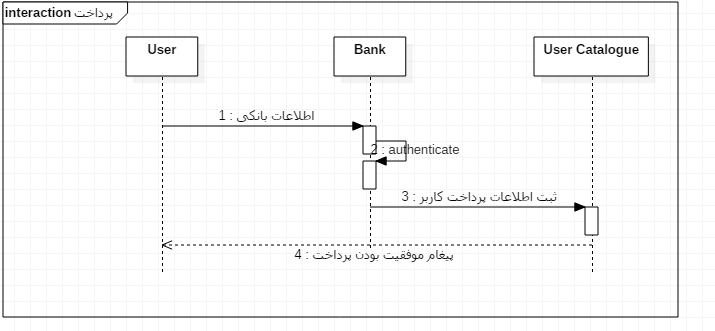 interaction پرداخت
User
Bank
User Catalogue
1 : اطلاعات بانکی
2 : authenticate
3 : ثبت اطلاعات پرداخت کاربر
4 : پیغام موفقیت بودن پرداخت